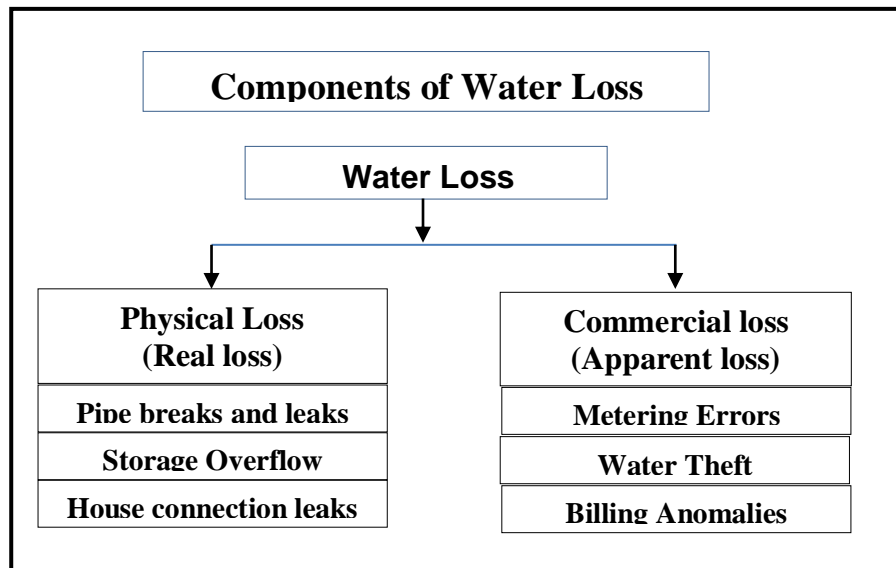 Components of Water Loss
Water Loss
Physical Loss
(Real loss)
Pipe breaks and leaks
Storage Overflow
House connection leaks
Commercial loss
(Apparent loss)
Metering Errors
Water Theft
Billing Anomalies